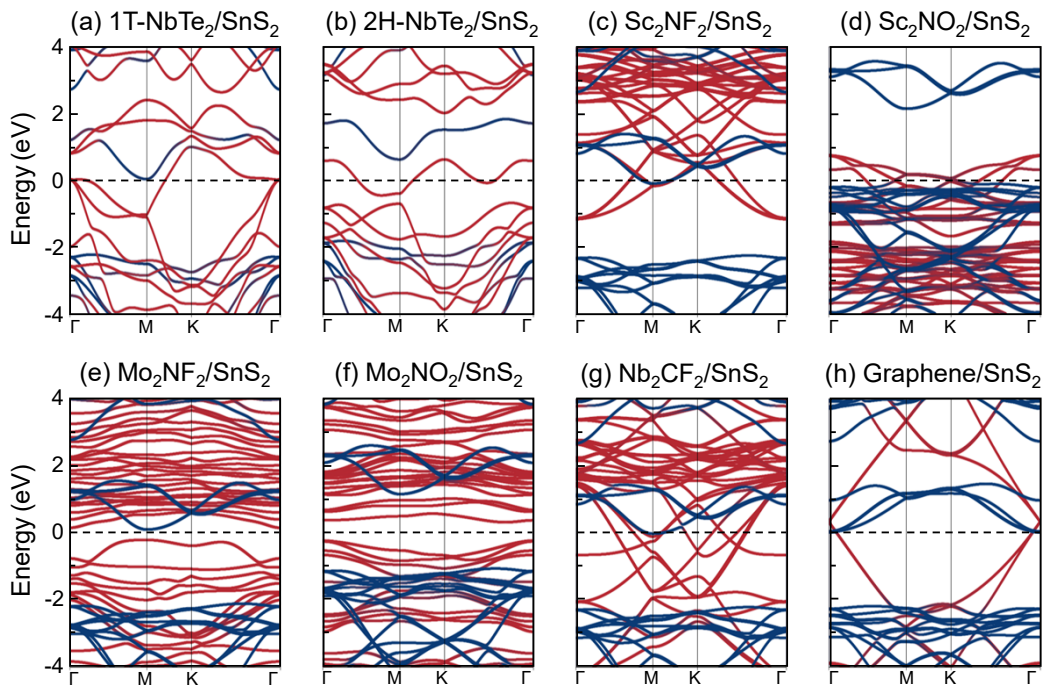 (a) 1T-NbTe₂/SnS₂
(b) 2H-NbTe₂/SnS₂
(c) Sc₂NF₂/SnS₂
(d) Sc₂NO₂/SnS₂
Energy (eV)
4
2
0
-2
-4
Γ M K Γ
Γ M K Γ
Γ M K Γ
Γ M K Γ
(e) Mo₂NF₂/SnS₂
(f) Mo₂NO₂/SnS₂
(g) Nb₂CF₂/SnS₂
(h) Graphene/SnS₂
Energy (eV)
4
2
0
-2
-4
Γ M K Γ
Γ M K Γ
Γ M K Γ
Γ M K Γ